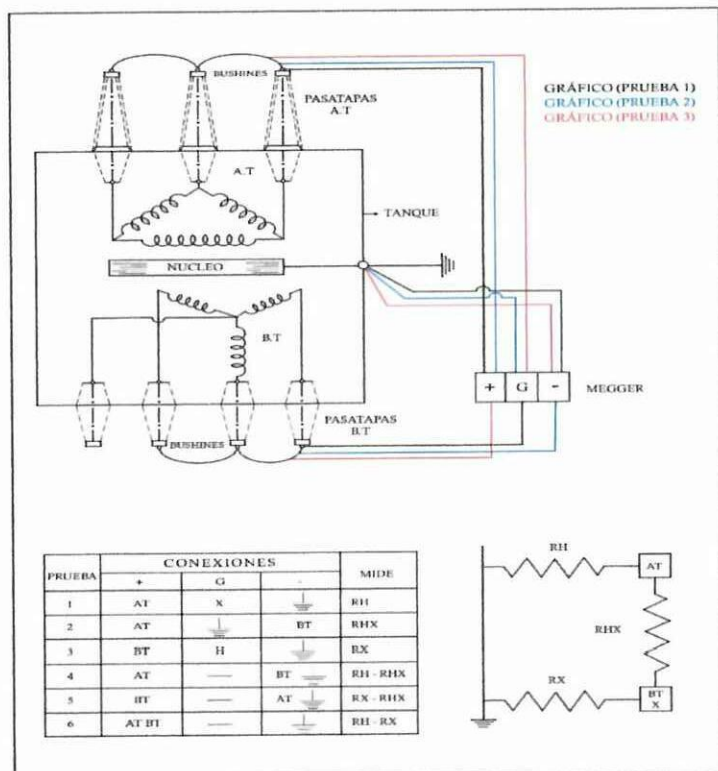 BUSHINES
GRÁFICO (PRUEBA 1)
GRÁFICO (PRUEBA 2)
GRÁFICO (PRUEBA 3)
PASATAPAS
A.T
A.T
TANQUE
NUCLEO
B.T
+ G -
MEGGER
PASATAPAS
B.T
BUSHINES
PRUEBA CONEXIONES MIDE
+ G -
1 AT X RH
2 AT BT RHX
3 BT H RX
4 AT — BT RH - RHX
5 BT — AT RX - RHX
6 AT BT — RH - RX
RH
AT
RHX
RX
BT
X